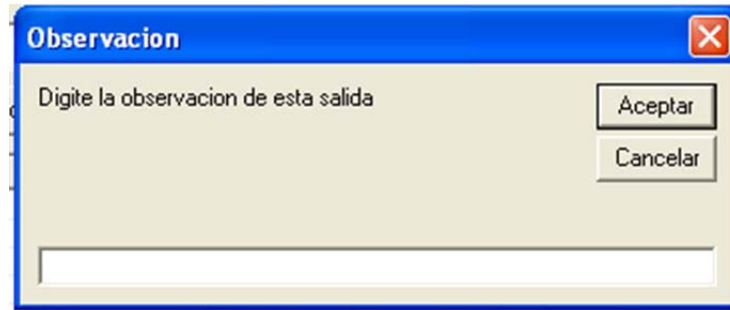 Observacion
Digite la observacion de esta salida
Aceptar
Cancelar